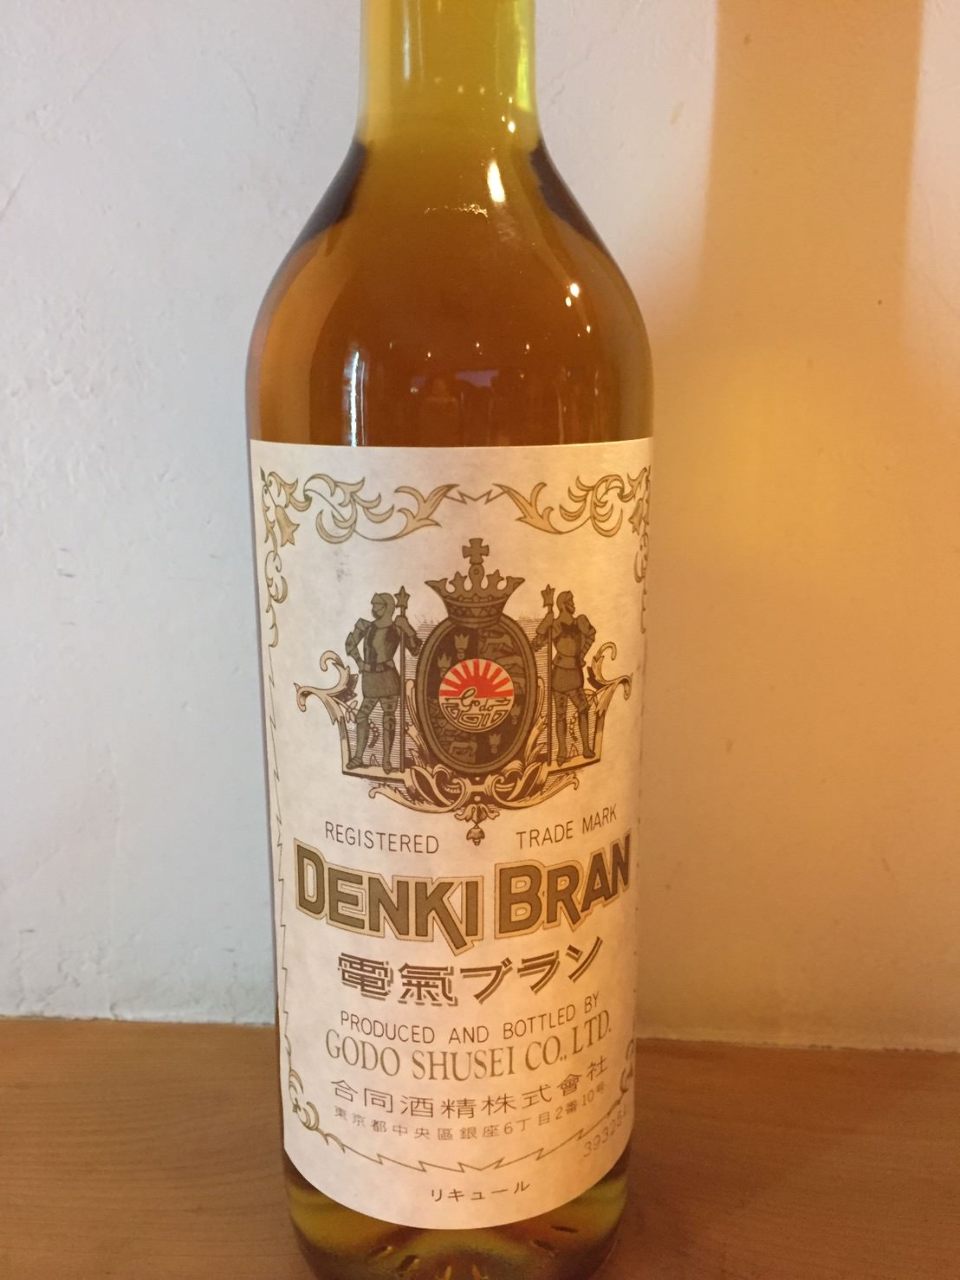 Godo
REGISTERED TRADE MARK
DENKI BRAN
電氣ブラン
PRODUCED AND BOTTLED BY
GODO SHUSEI CO., LTD.
合同酒精株式會社
東京都中央區銀座6丁目2番10号
リキュール